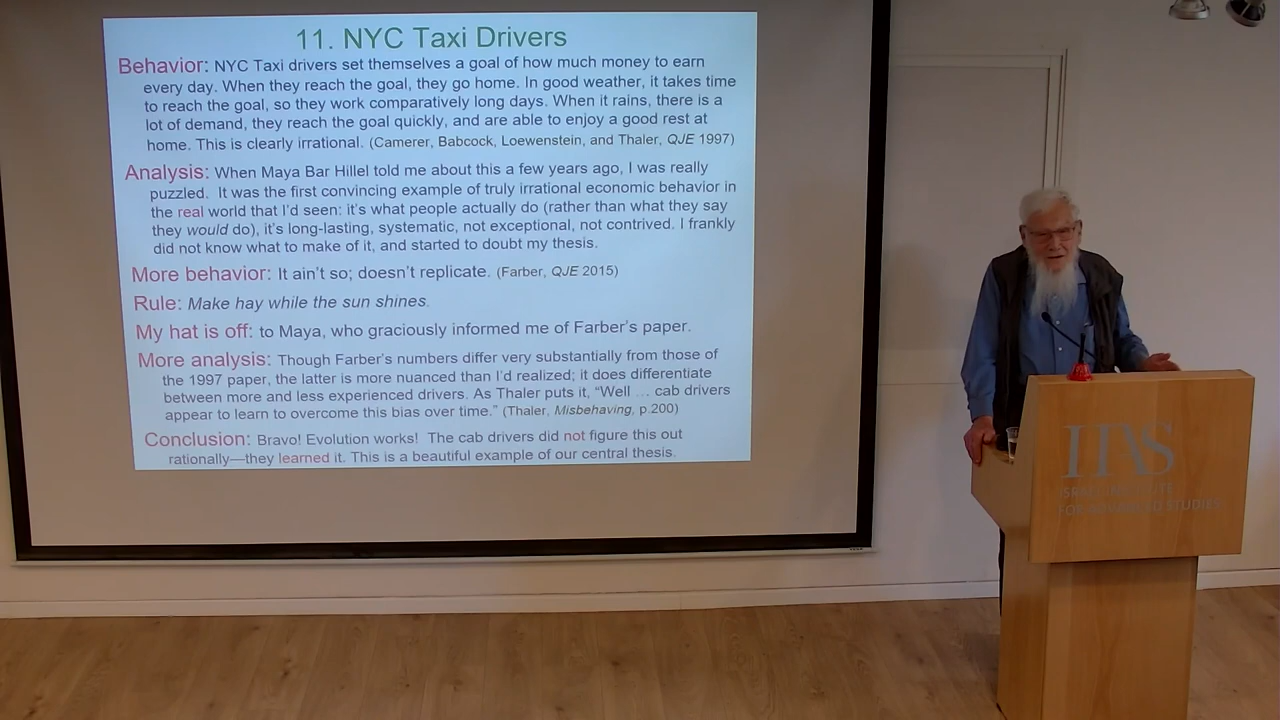 11. NYC Taxi Drivers
Behavior: NYC Taxi drivers set themselves a goal of how much money to earn
every day. When they reach the goal, they go home. In good weather, it takes time
to reach the goal, so they work comparatively long days. When it rains, there is a
lot of demand, they reach the goal quickly, and are able to enjoy a good rest at
home. This is clearly irrational. (Camerer, Babcock, Loewenstein, and Thaler, QJE 1997)
Analysis: When Maya Bar Hillel told me about this a few years ago, I was really
puzzled. It was the first convincing example of truly irrational economic behavior in
the real world that I'd seen: it's what people actually do (rather than what they say
they would do), it's long-lasting, systematic, not exceptional, not contrived. I frankly
did not know what to make of it, and started to doubt my thesis.
More behavior: It ain't so; doesn't replicate. (Farber, QJE 2015)
Rule: Make hay while the sun shines.
My hat is off: to Maya, who graciously informed me of Farber's paper.
More analysis: Though Farber's numbers differ very substantially from those of
the 1997 paper, the latter is more nuanced than I'd realized; it does differentiate
between more and less experienced drivers. As Thaler puts it, “Well … cab drivers
appear to learn to overcome this bias over time.” (Thaler, Misbehaving, p.200)
Conclusion: Bravo! Evolution works! The cab drivers did not figure this out
rationally—they learned it. This is a beautiful example of our central thesis.
IIAS
ISRAEL INSTITUTE
FOR ADVANCED STUDIES